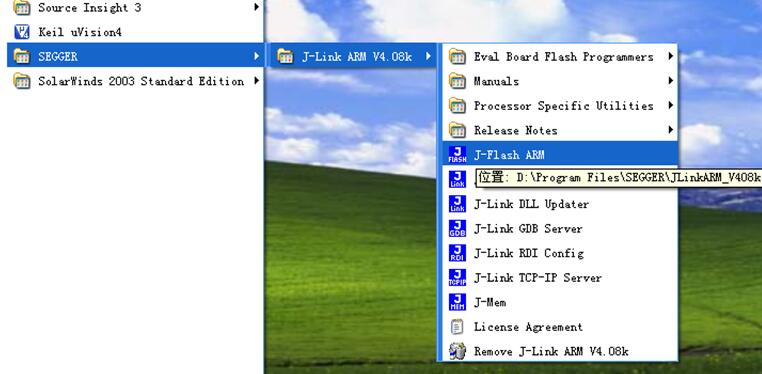 Source Insight 3
Keil uVision4
SEGGER
SolarWinds 2003 Standard Edition
J-Link ARM V4.08k
Eval Board Flash Programmers
Manuals
Processor Specific Utilities
Release Notes
J-Flash ARM
位置: D:\Program Files\SEGGER\JLinkARM_V408k
J-Link DLL Updater
J-Link GDB Server
J-Link RDI Config
J-Link TCP-IP Server
J-Mem
License Agreement
Remove J-Link ARM V4.08k